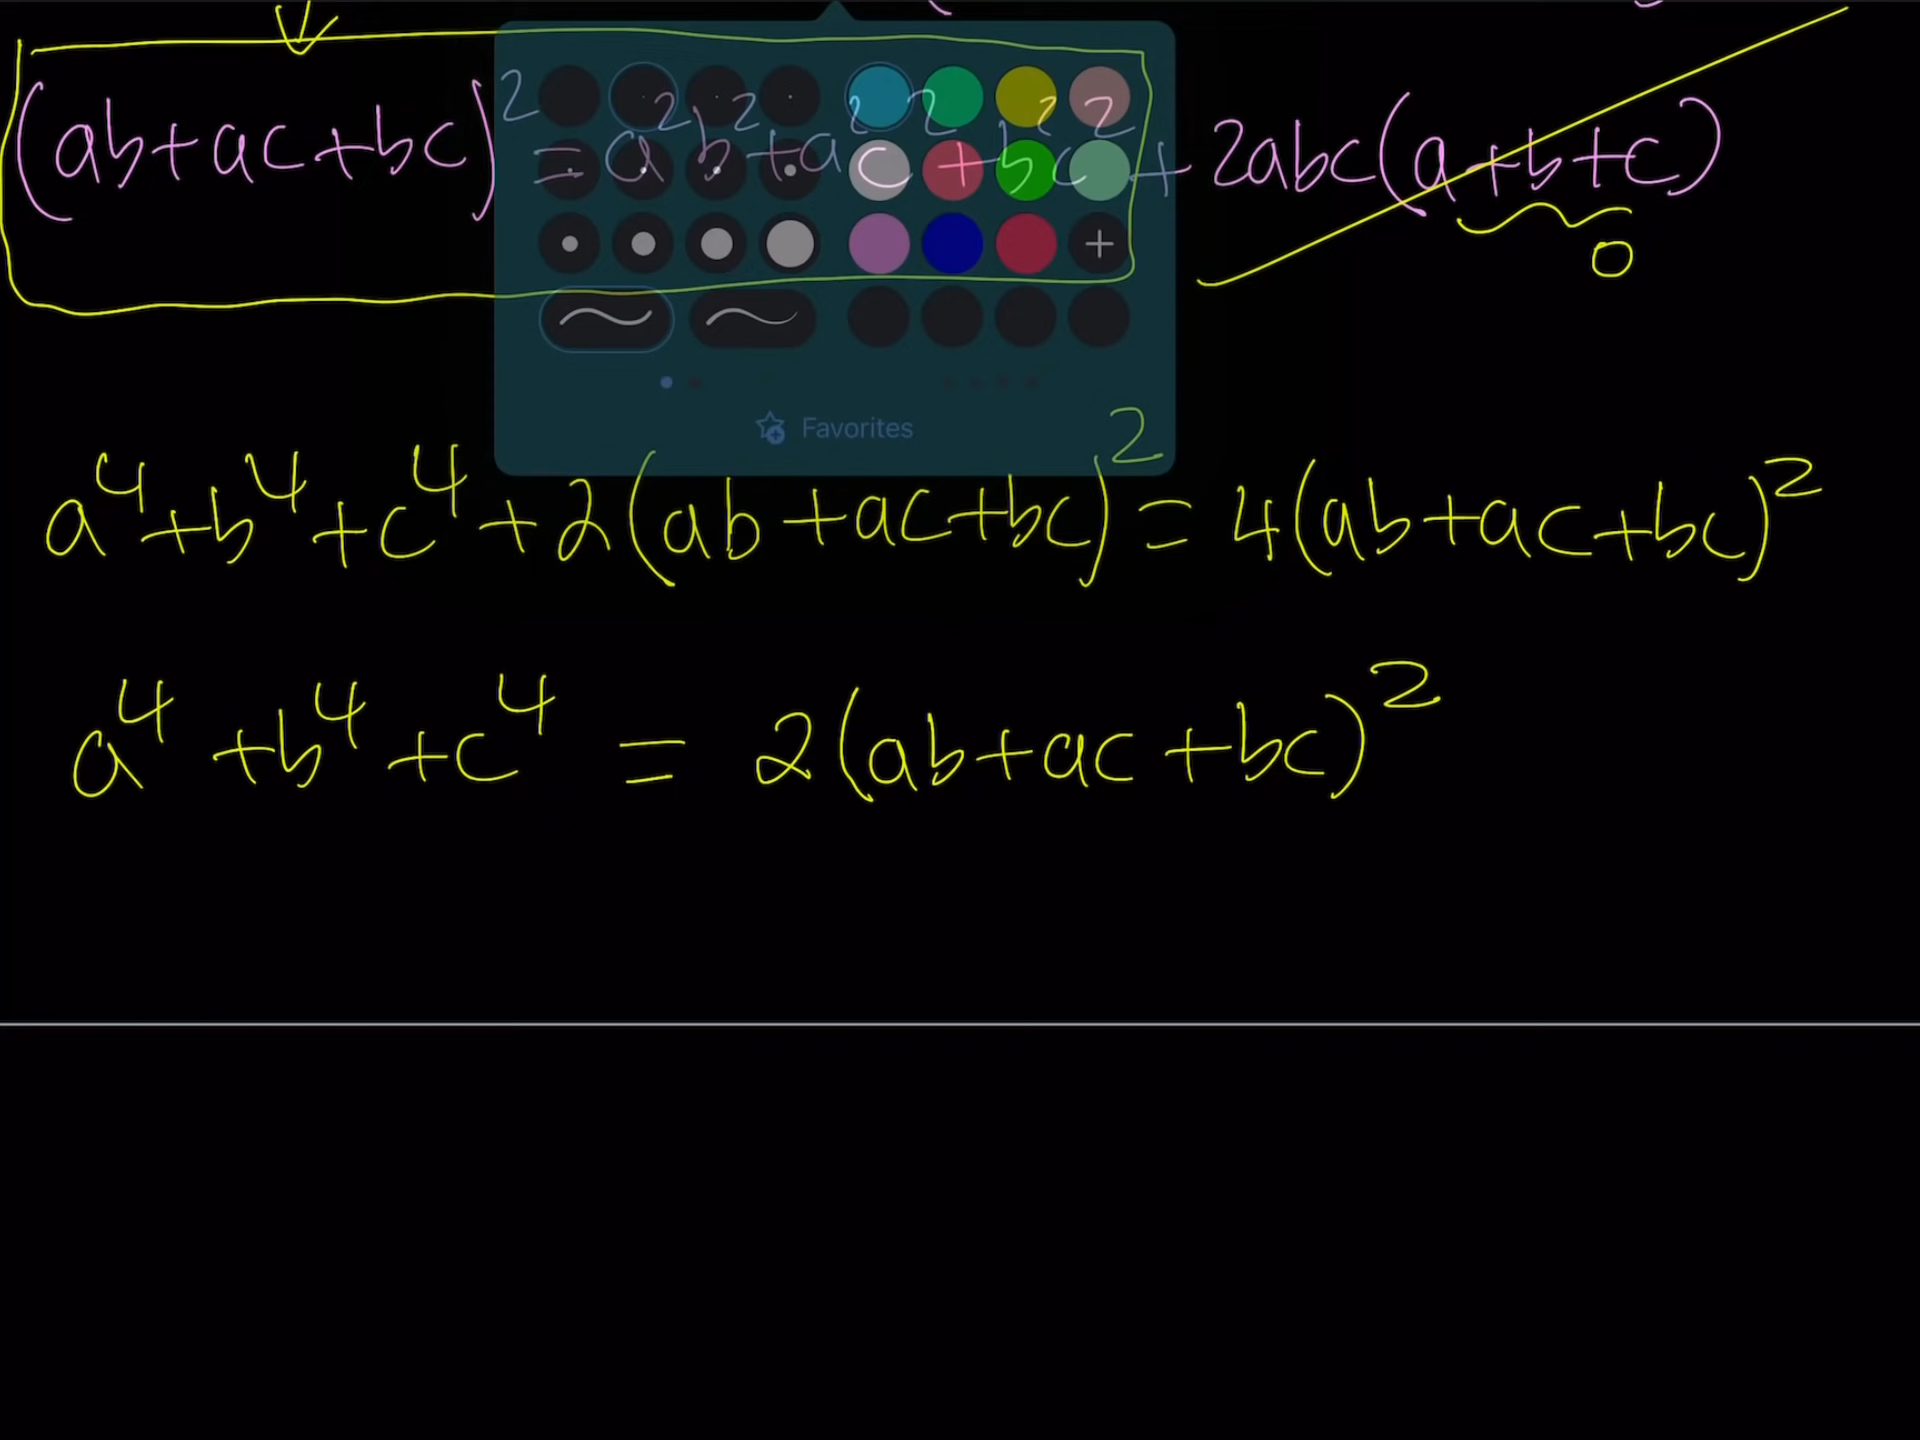 (ab+ac+bc)² = a²b²+a²c²+b²c² + 2abc(a+b+c)
0
Favorites
a⁴+b⁴+c⁴+2(ab+ac+bc)² = 4(ab+ac+bc)²
a⁴+b⁴+c⁴ = 2(ab+ac+bc)²